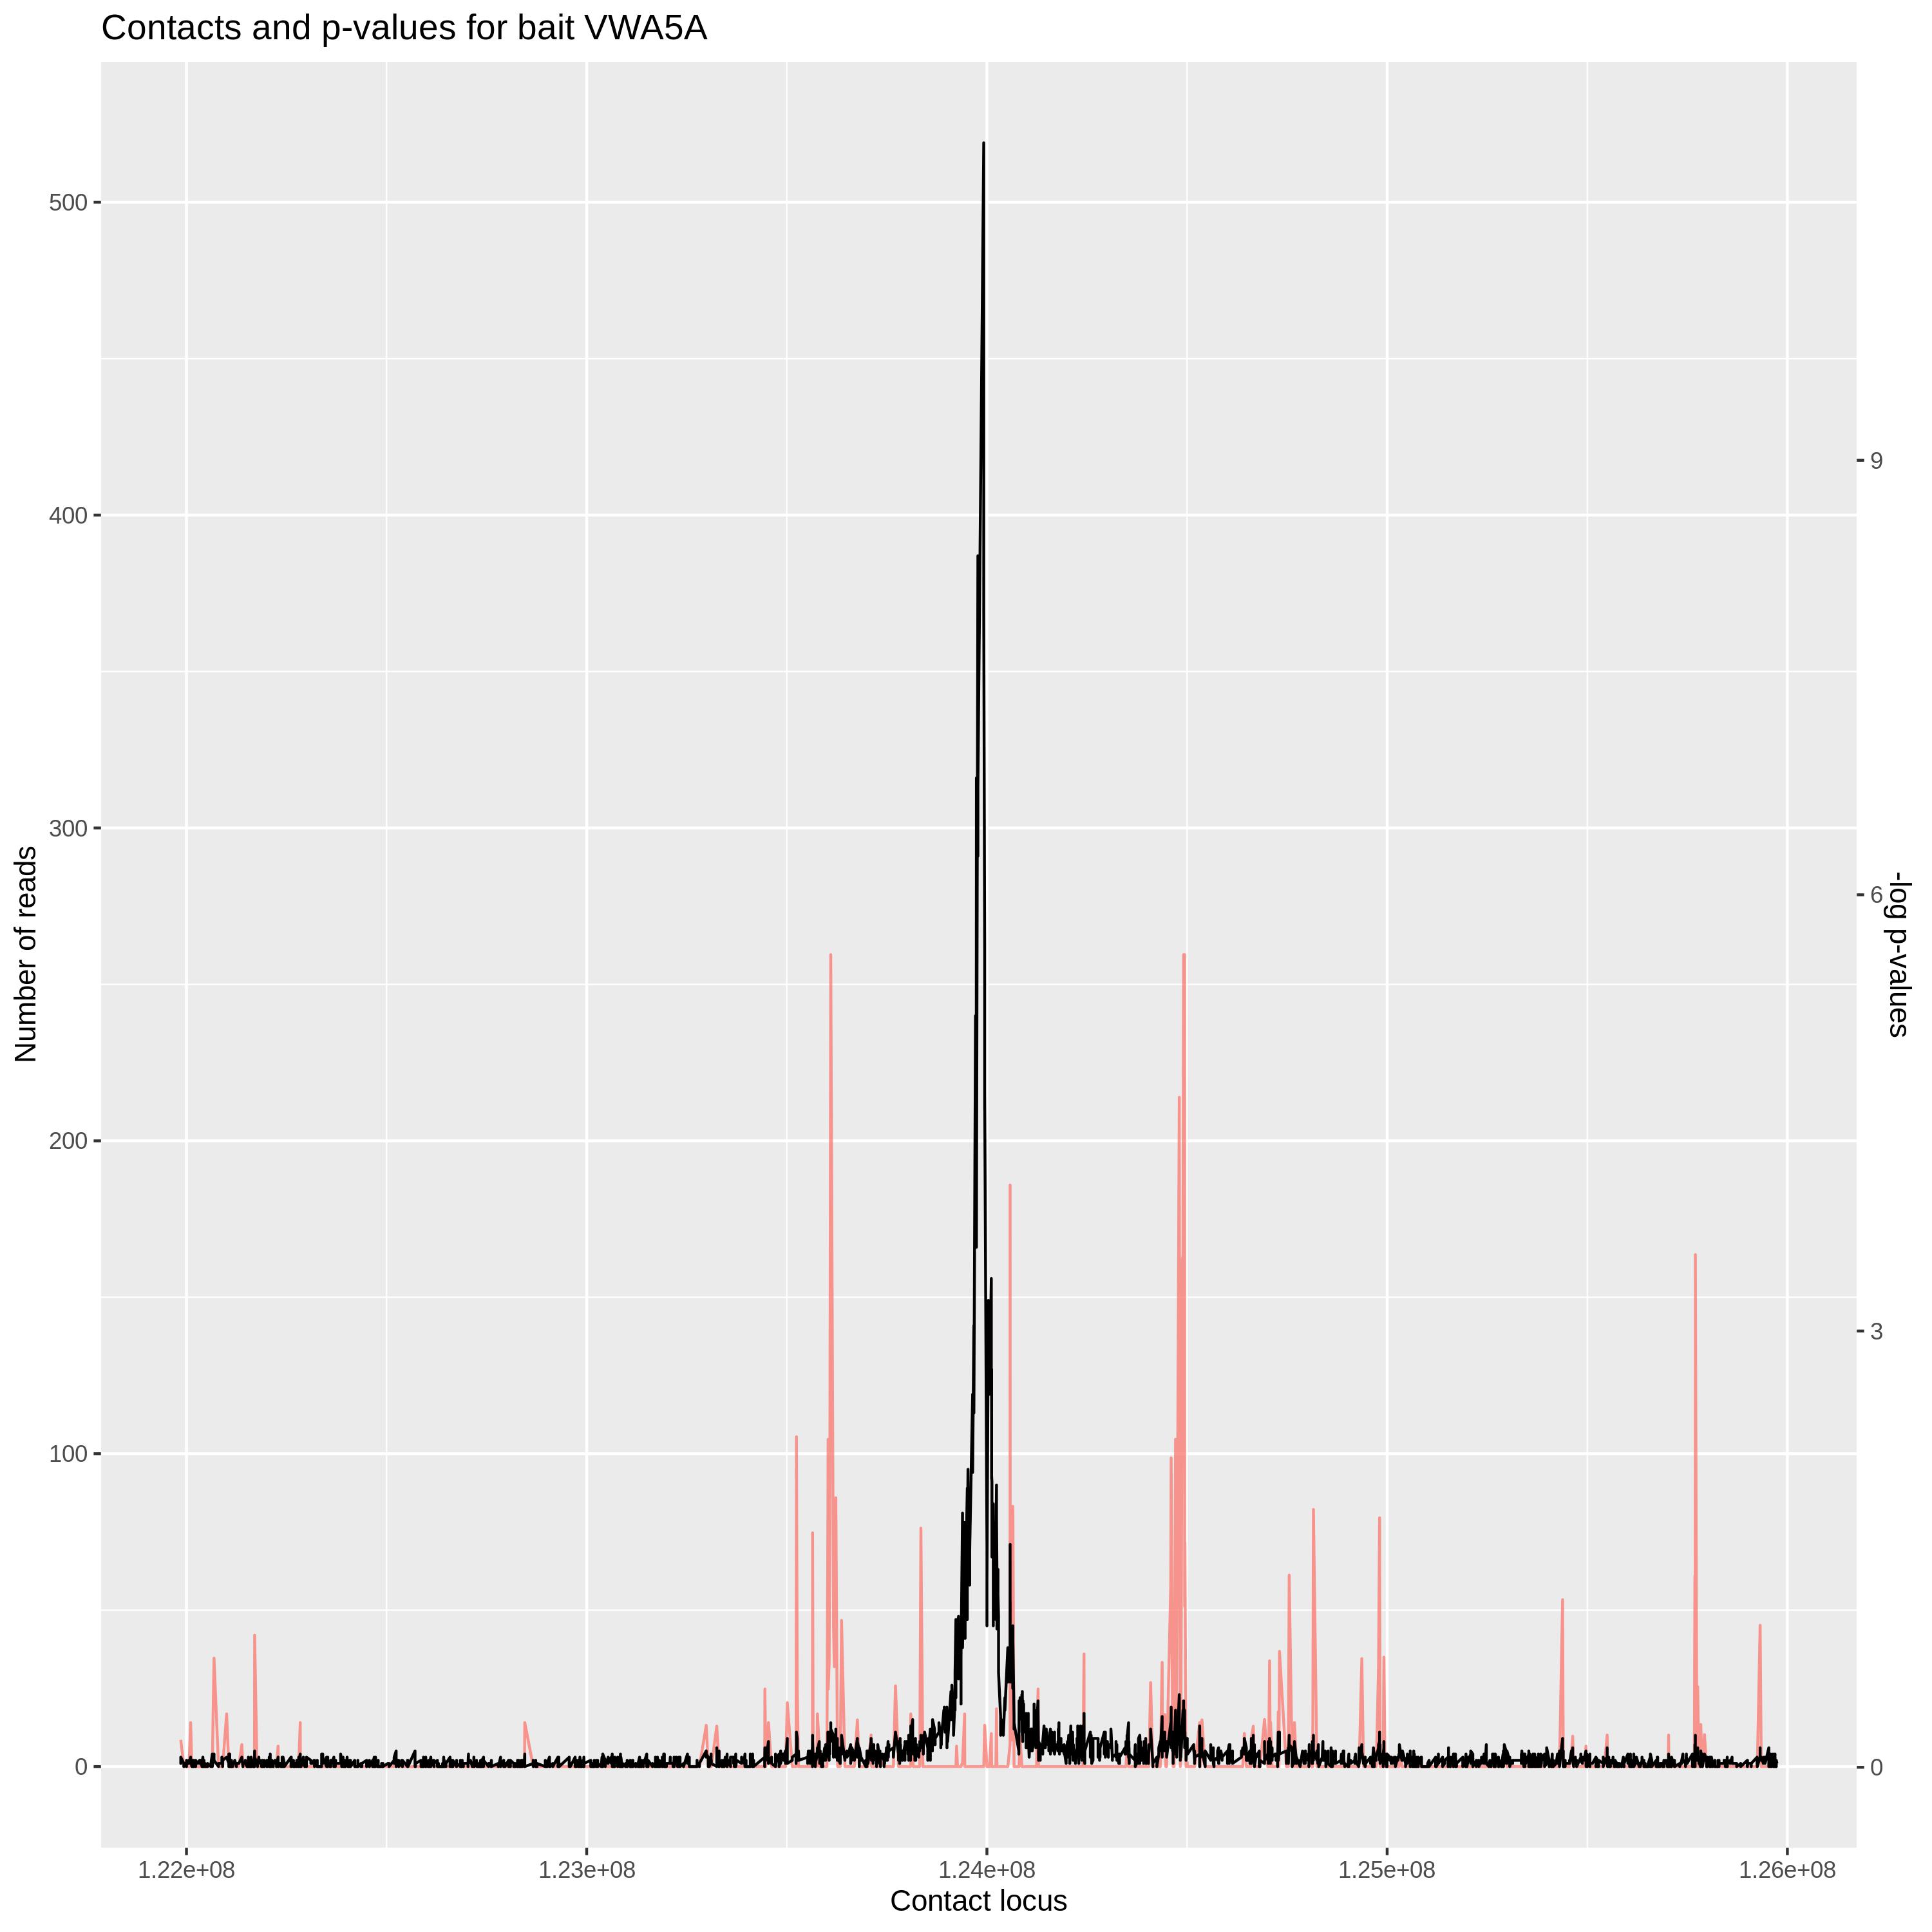 Contacts and p-values for bait VWA5A
500
400
300
200
100
0
Number of reads
9
6
3
0
-log p-values
1.22e+08
1.23e+08
1.24e+08
1.25e+08
1.26e+08
Contact locus